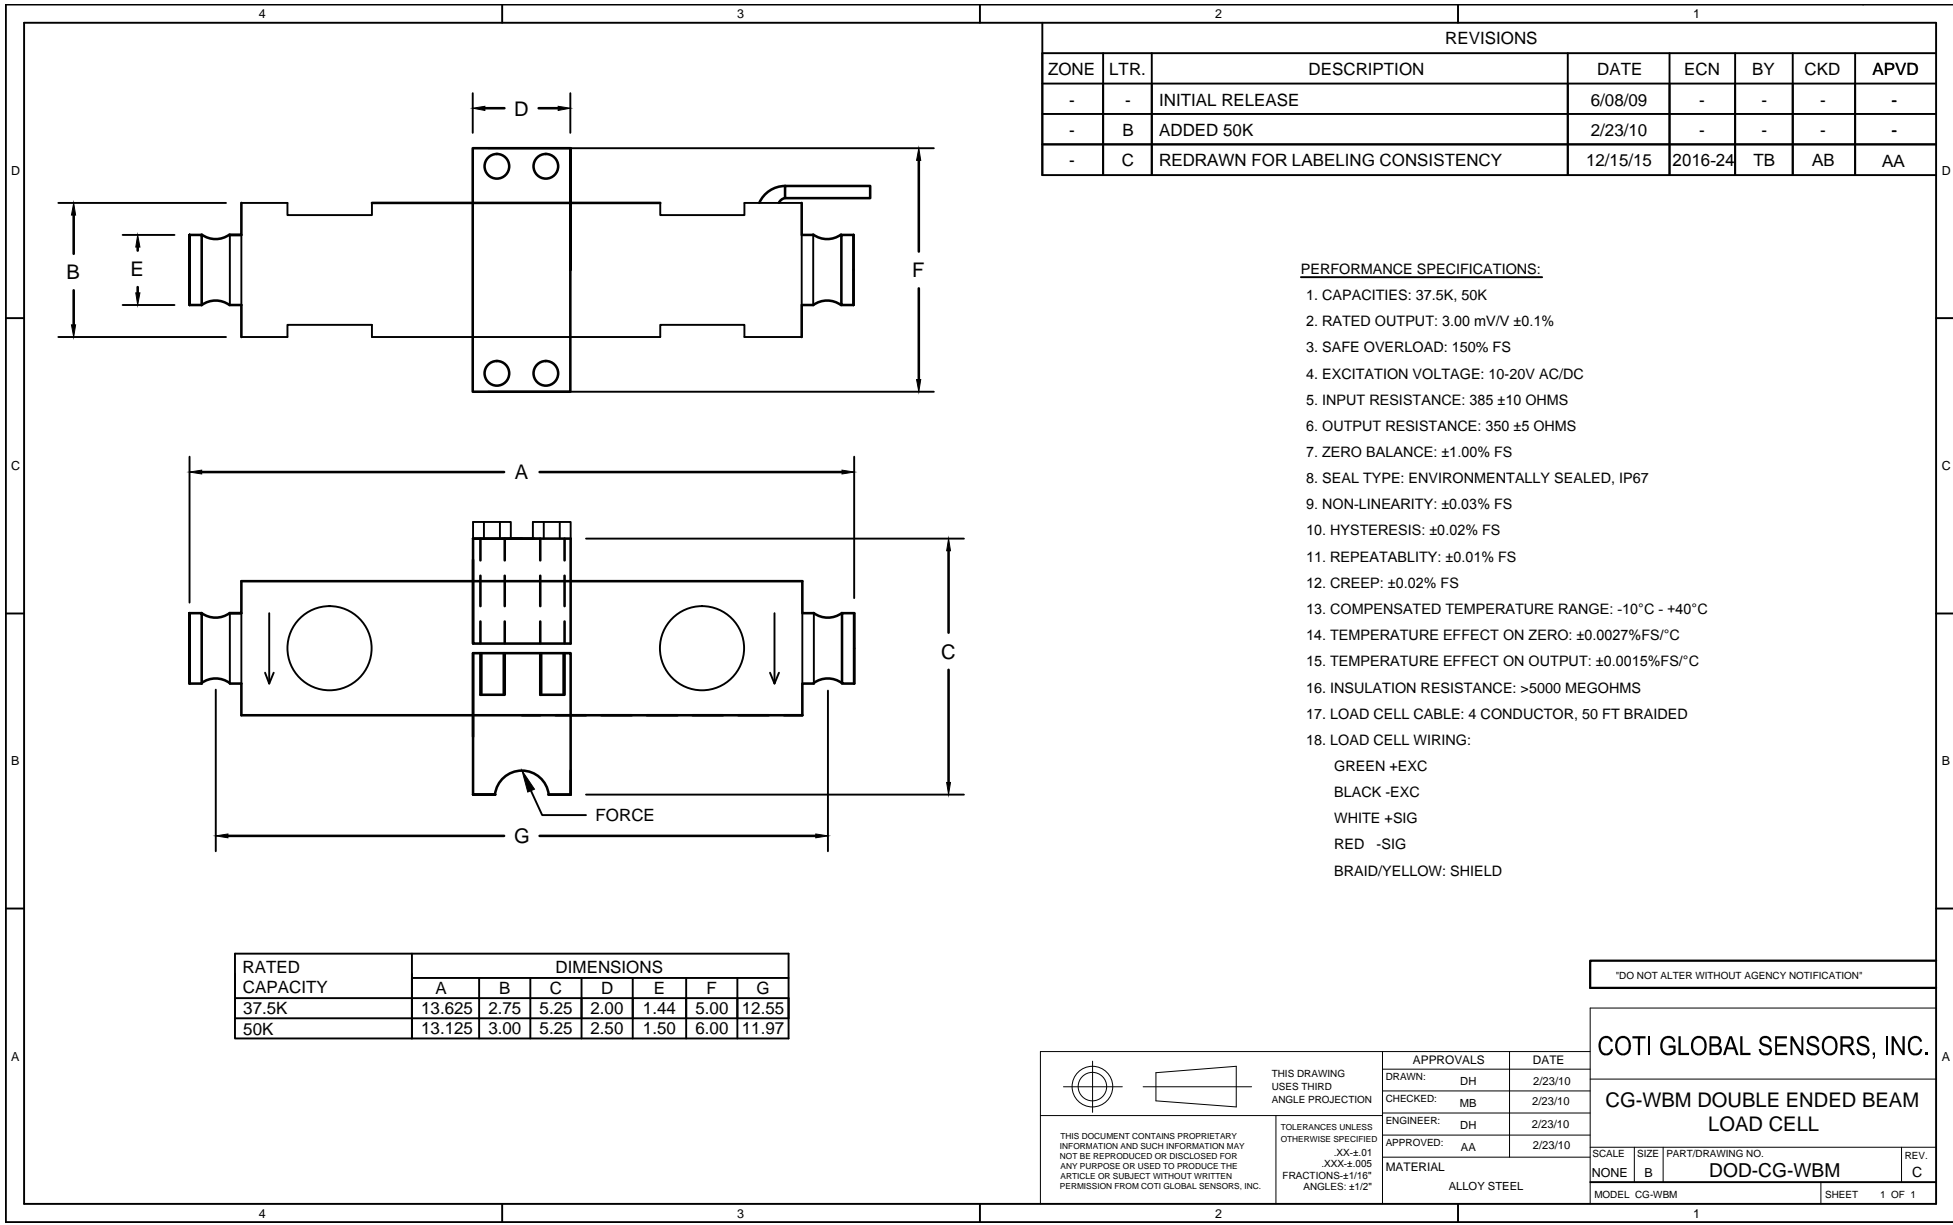 4 3 2 1
REVISIONS
ZONE LTR. DESCRIPTION DATE ECN BY CKD APVD
- - INITIAL RELEASE 6/08/09 - - - -
- B ADDED 50K 2/23/10 - - - -
- C REDRAWN FOR LABELING CONSISTENCY 12/15/15 2016-24 TB AB AA
D
D
D
B
E
F
PERFORMANCE SPECIFICATIONS:
1. CAPACITIES: 37.5K, 50K
2. RATED OUTPUT: 3.00 mV/V ±0.1%
3. SAFE OVERLOAD: 150% FS
4. EXCITATION VOLTAGE: 10-20V AC/DC
5. INPUT RESISTANCE: 385 ±10 OHMS
6. OUTPUT RESISTANCE: 350 ±5 OHMS
7. ZERO BALANCE: ±1.00% FS
8. SEAL TYPE: ENVIRONMENTALLY SEALED, IP67
9. NON-LINEARITY: ±0.03% FS
10. HYSTERESIS: ±0.02% FS
11. REPEATABLITY: ±0.01% FS
12. CREEP: ±0.02% FS
13. COMPENSATED TEMPERATURE RANGE: -10°C - +40°C
14. TEMPERATURE EFFECT ON ZERO: ±0.0027%FS/°C
15. TEMPERATURE EFFECT ON OUTPUT: ±0.0015%FS/°C
16. INSULATION RESISTANCE: >5000 MEGOHMS
17. LOAD CELL CABLE: 4 CONDUCTOR, 50 FT BRAIDED
18. LOAD CELL WIRING:
GREEN +EXC
BLACK -EXC
WHITE +SIG
RED -SIG
BRAID/YELLOW: SHIELD
C
C
A
C
B
B
FORCE
G
RATED CAPACITY DIMENSIONS
A B C D E F G
37.5K 13.625 2.75 5.25 2.00 1.44 5.00 12.55
50K 13.125 3.00 5.25 2.50 1.50 6.00 11.97
A
A
"DO NOT ALTER WITHOUT AGENCY NOTIFICATION"
COTI GLOBAL SENSORS, INC.
CG-WBM DOUBLE ENDED BEAM
LOAD CELL
SCALE SIZE PART/DRAWING NO. REV.
NONE B DOD-CG-WBM C
MODEL CG-WBM SHEET 1 OF 1
THIS DRAWING
USES THIRD
ANGLE PROJECTION
APPROVALS DATE
DRAWN: DH 2/23/10
CHECKED: MB 2/23/10
ENGINEER: DH 2/23/10
APPROVED: AA 2/23/10
MATERIAL
ALLOY STEEL
THIS DOCUMENT CONTAINS PROPRIETARY
INFORMATION AND SUCH INFORMATION MAY
NOT BE REPRODUCED OR DISCLOSED FOR
ANY PURPOSE OR USED TO PRODUCE THE
ARTICLE OR SUBJECT WITHOUT WRITTEN
PERMISSION FROM COTI GLOBAL SENSORS, INC.
TOLERANCES UNLESS
OTHERWISE SPECIFIED
.XX-±.01
.XXX-±.005
FRACTIONS-±1/16"
ANGLES: ±1/2"
4 3 2 1